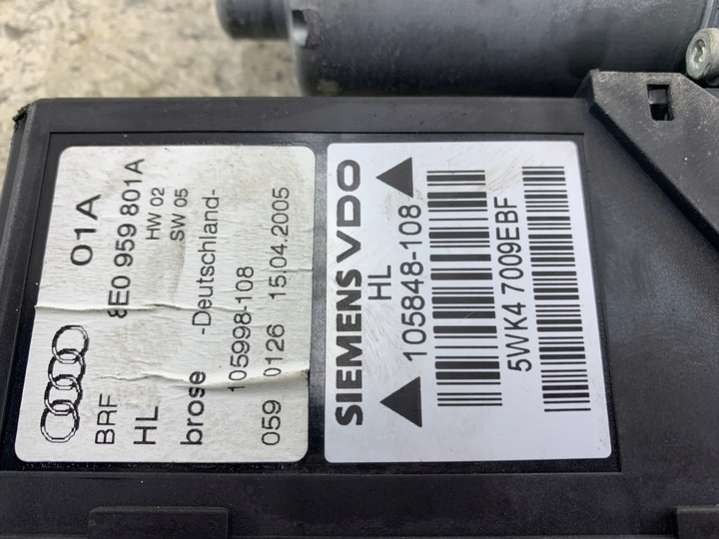 01A
8E0 959 801A
HW 02
SW 05
BRF
HL
brose -Deutschland-
105998-108
059 0126 15.04.2005
SIEMENS VDO
HL
105848-108
5WK4 7009EBF